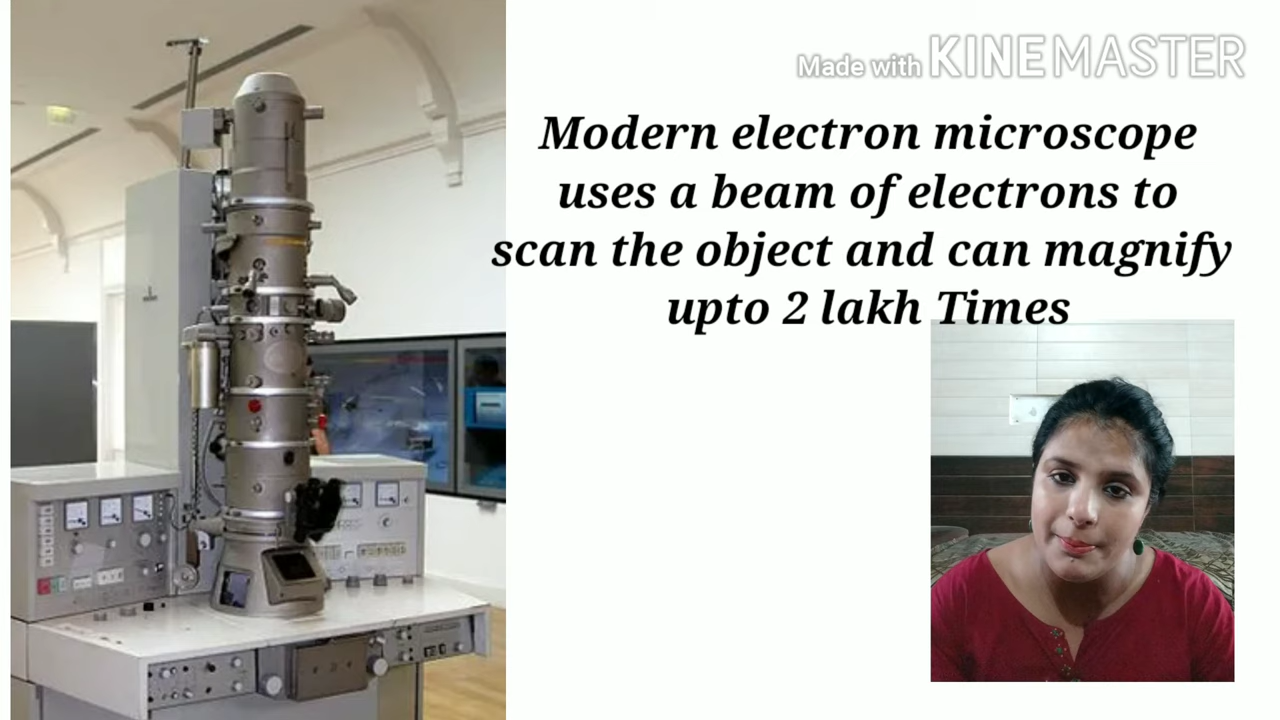 Made with KINEMASTER
Modern electron microscope
uses a beam of electrons to
scan the object and can magnify
upto 2 lakh Times